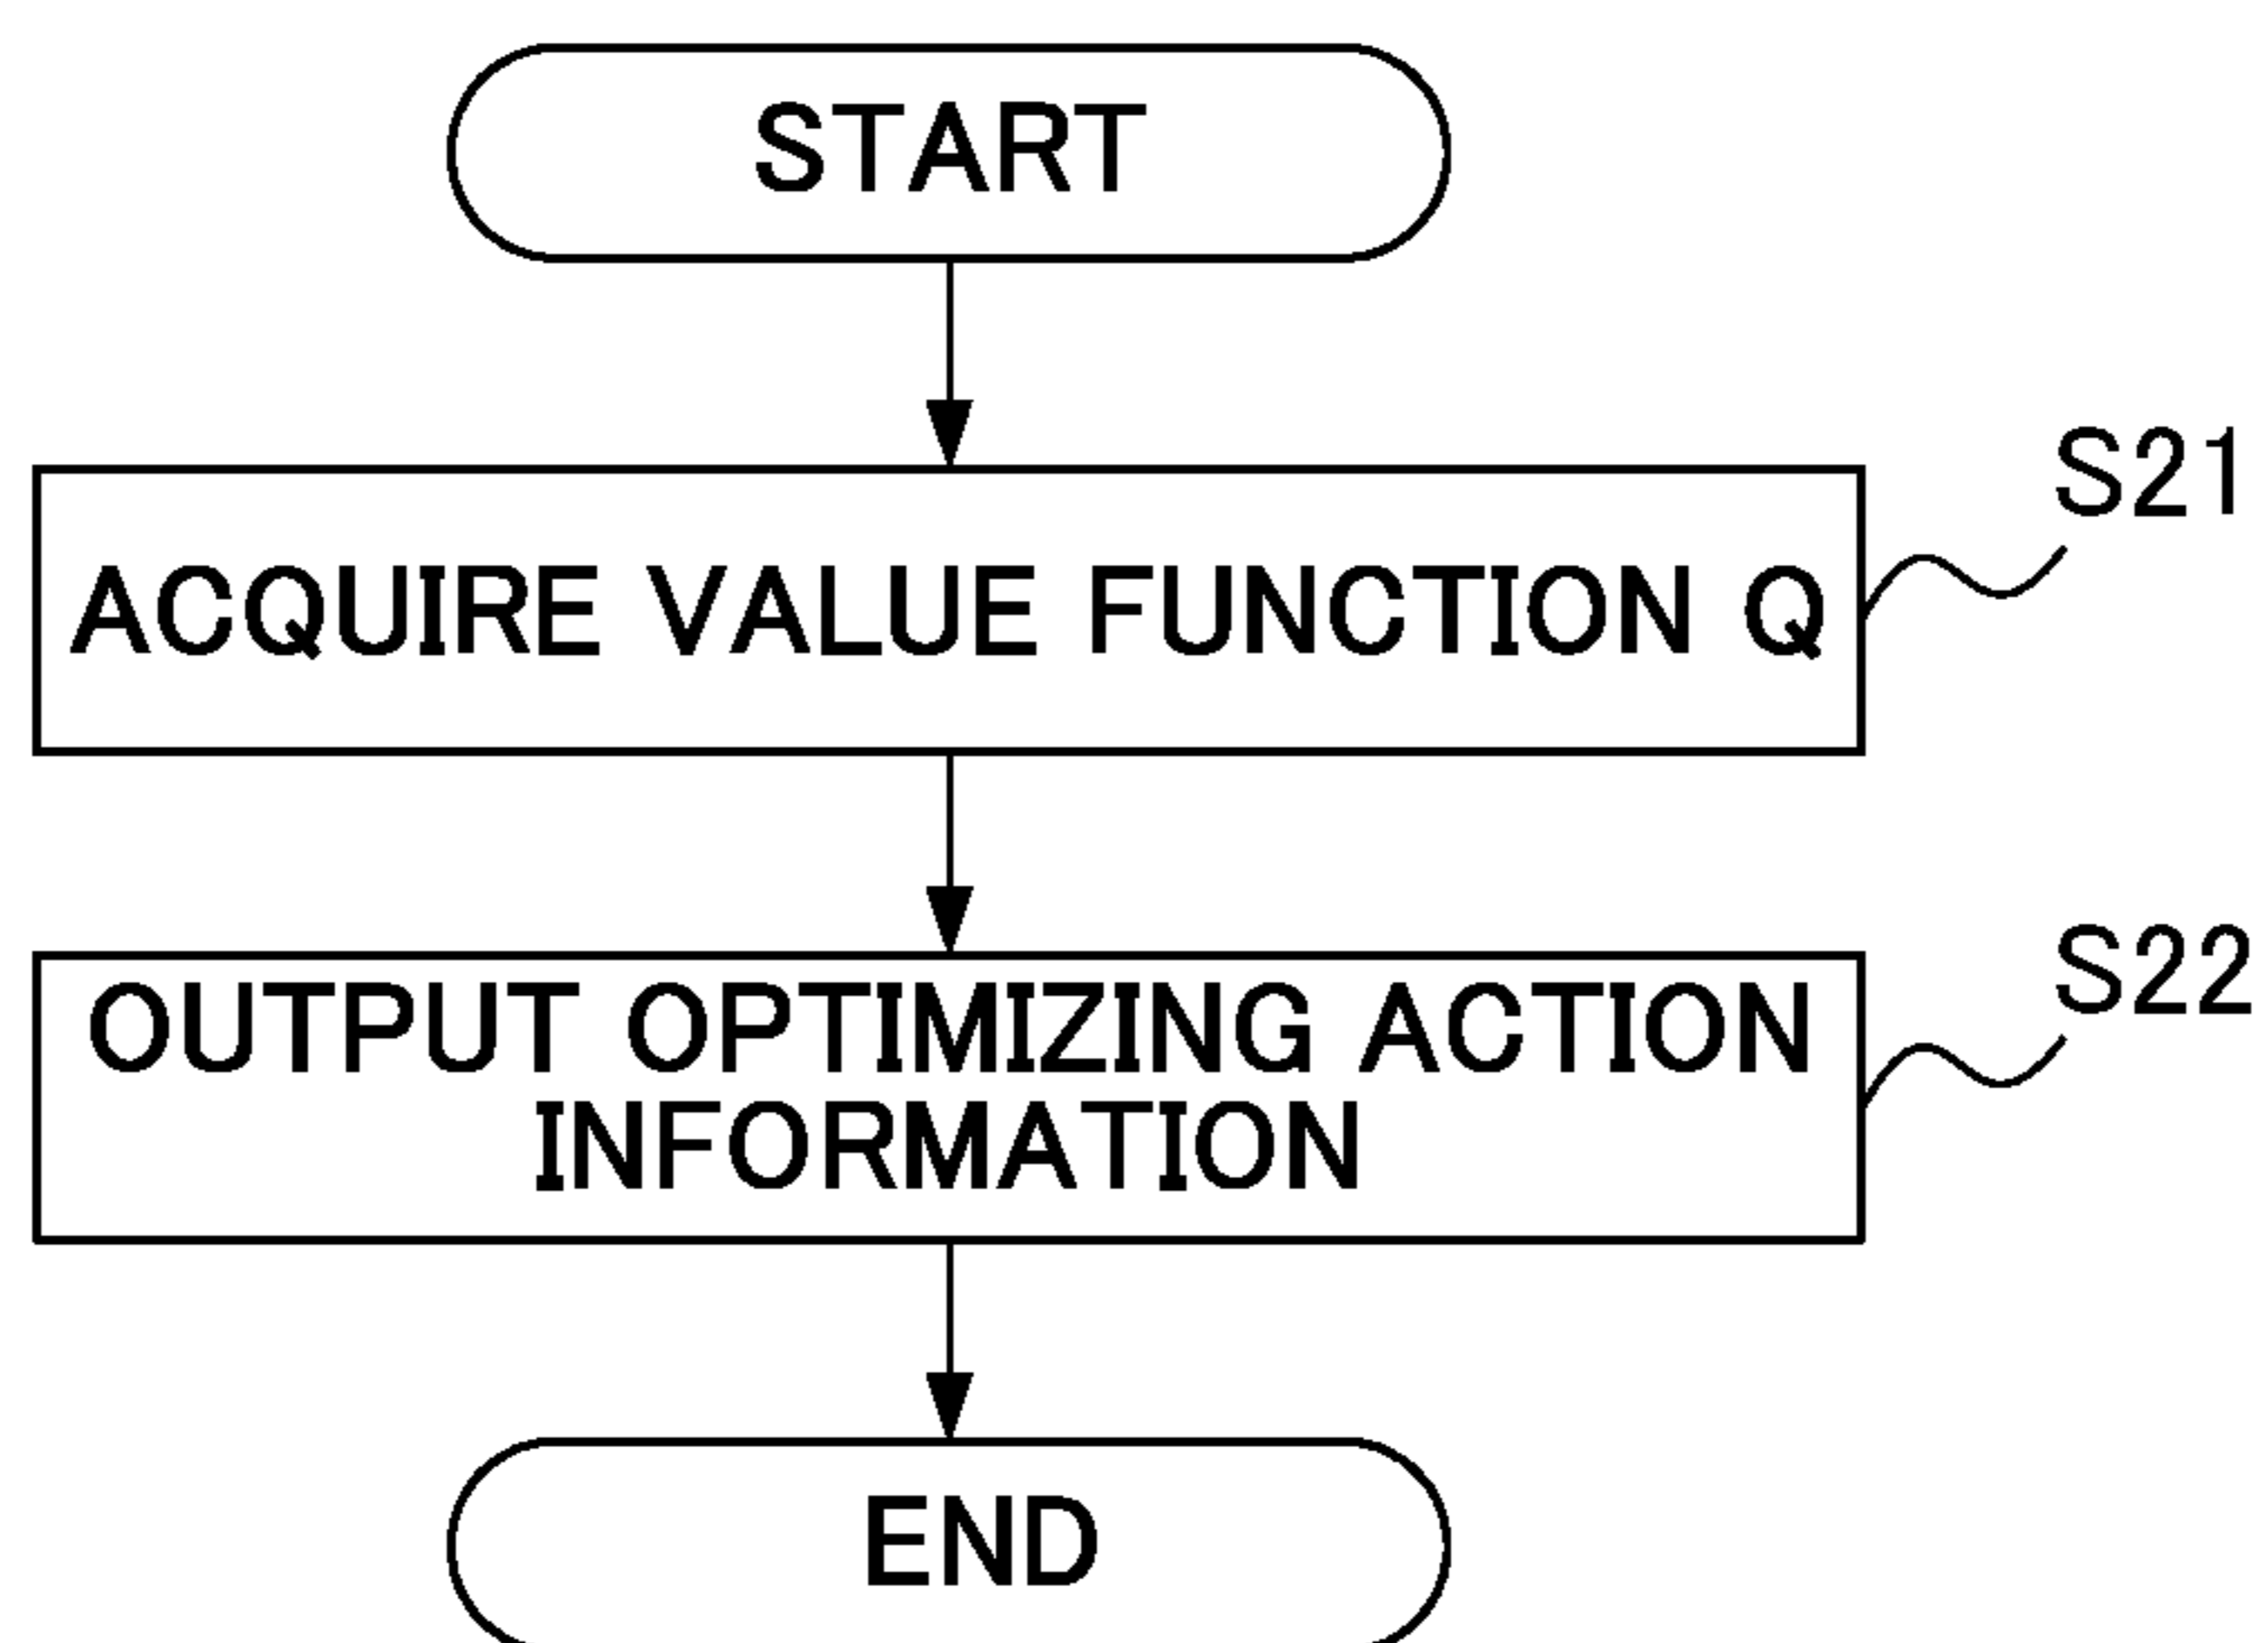 START
S21
ACQUIRE VALUE FUNCTION Q
S22
OUTPUT OPTIMIZING ACTION
INFORMATION
END